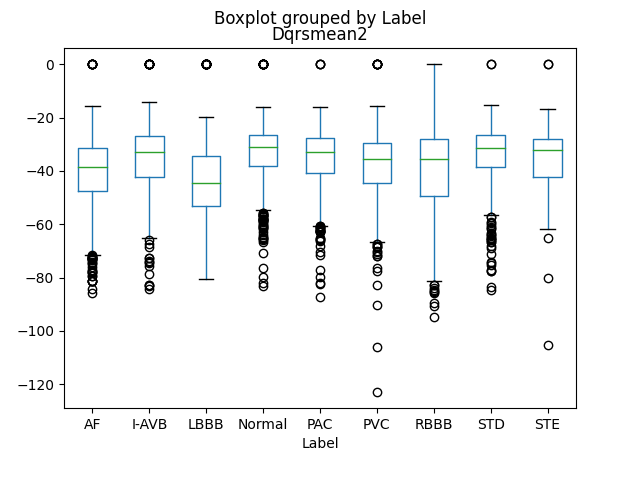 Boxplot grouped by Label
Dqrsmean2
0
−20
−40
−60
−80
−100
−120
AF I-AVB LBBB Normal PAC PVC RBBB STD STE
Label